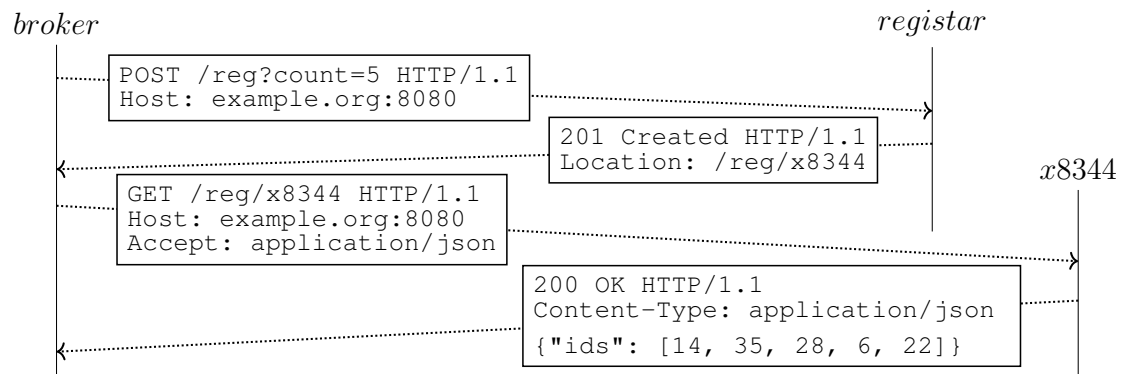 broker
registar
POST /reg?count=5 HTTP/1.1
Host: example.org:8080
201 Created HTTP/1.1
Location: /reg/x8344
x8344
GET /reg/x8344 HTTP/1.1
Host: example.org:8080
Accept: application/json
200 OK HTTP/1.1
Content-Type: application/json
{"ids": [14, 35, 28, 6, 22]}